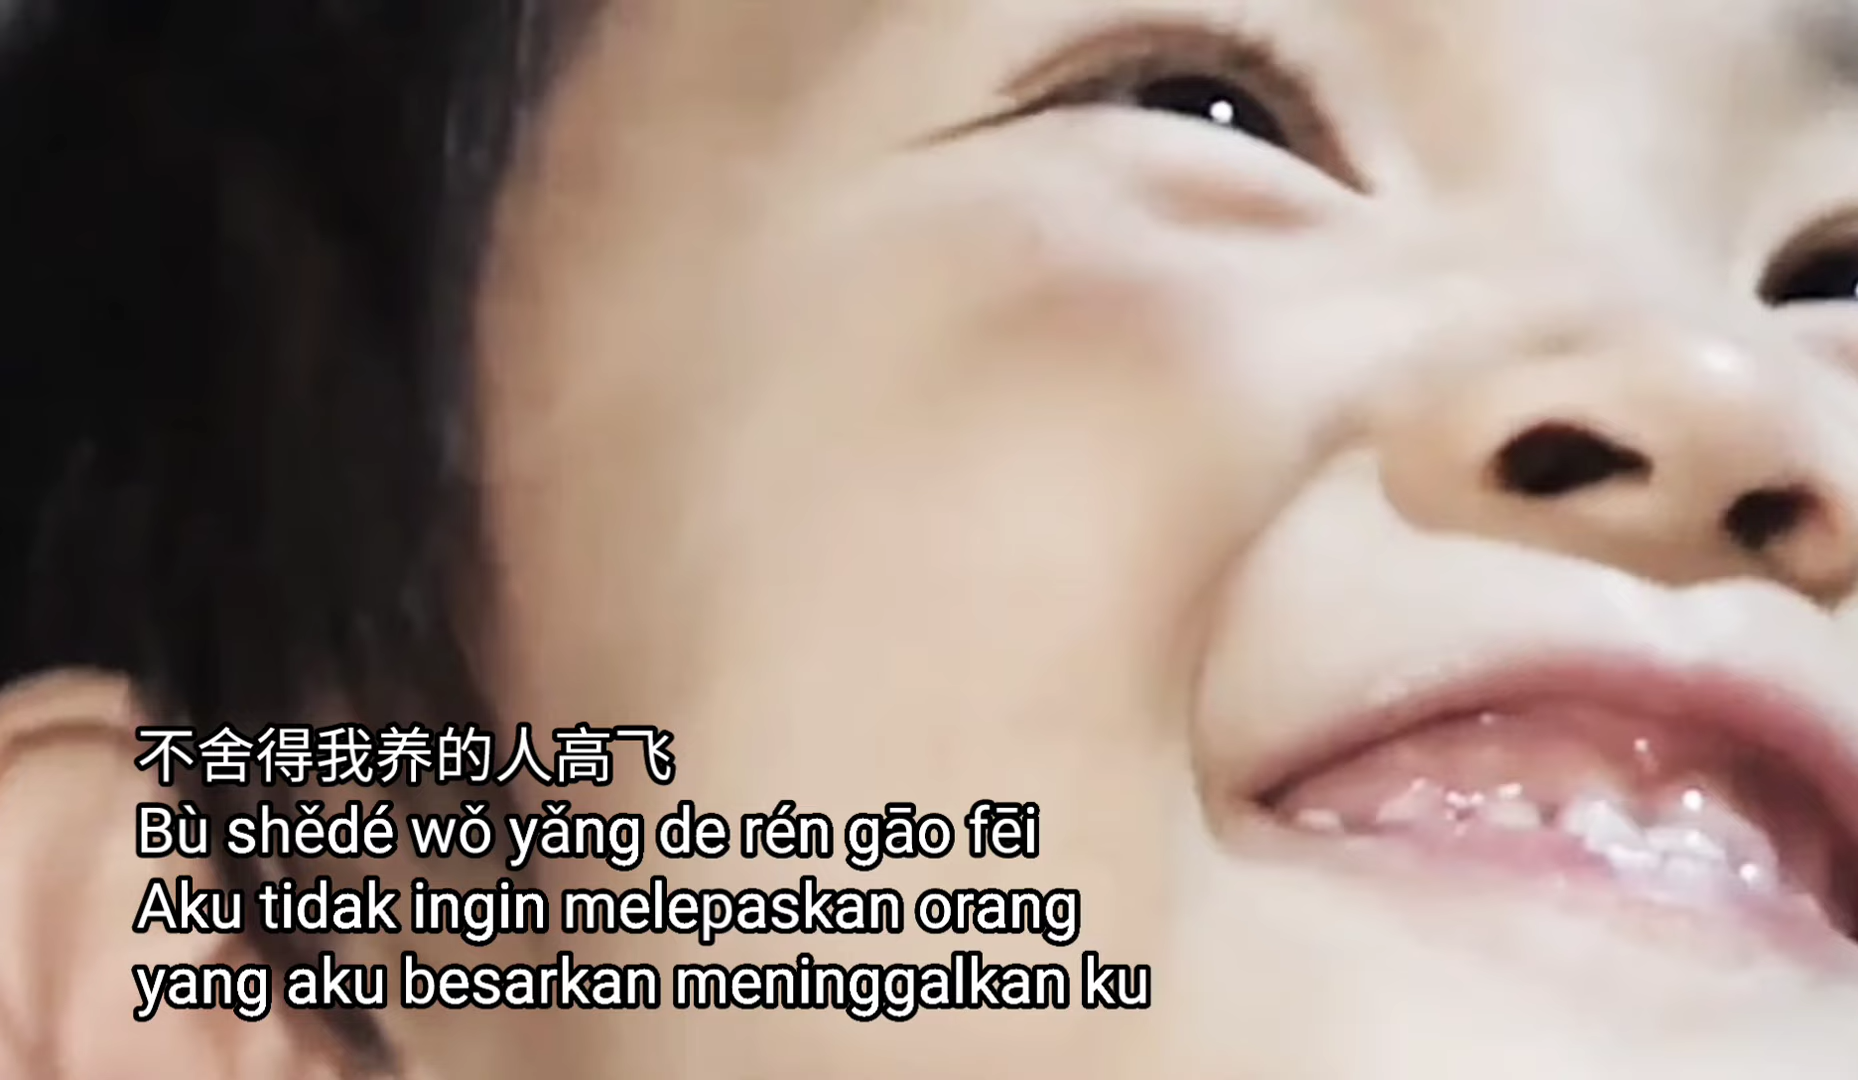 不舍得我养的人高飞
Bù shědé wǒ yǎng de rén gāo fēi
Aku tidak ingin melepaskan orang
yang aku besarkan meninggalkan ku